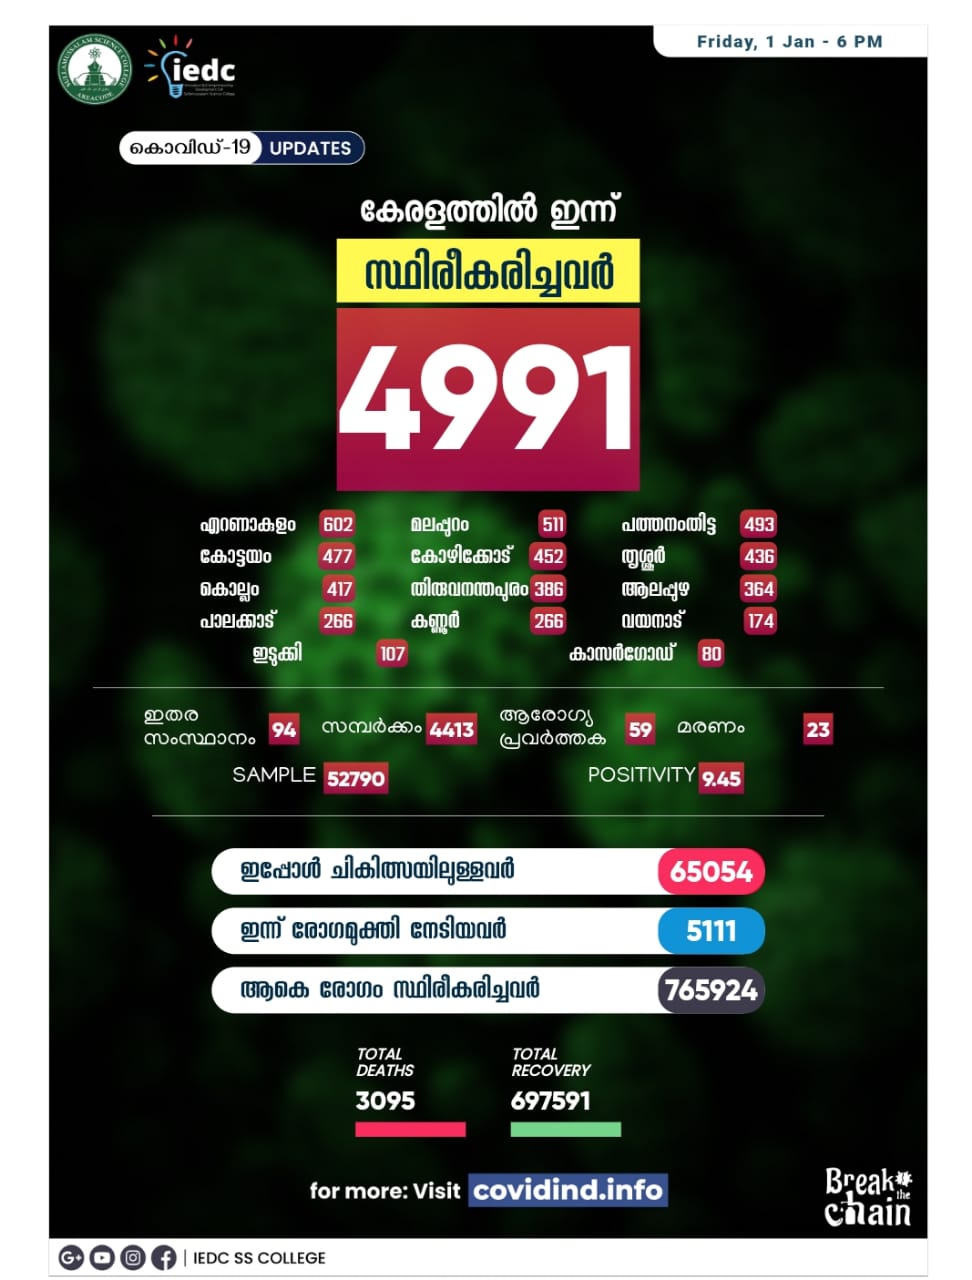 Friday, 1 Jan - 6 PM
SULLAMUSSALAM SCIENCE COLLEGE
AREACODE
iedc
കൊവിഡ്-19 UPDATES
കേരളത്തിൽ ഇന്ന്
സ്ഥിരീകരിച്ചവർ
4991
എറണാകുളം 602 മലപ്പുറം 511 പത്തനംതിട്ട 493
കോട്ടയം 477 കോഴിക്കോട് 452 തൃശ്ശൂർ 436
കൊല്ലം 417 തിരുവനന്തപുരം 386 ആലപ്പുഴ 364
പാലക്കാട് 266 കണ്ണൂർ 266 വയനാട് 174
ഇടുക്കി 107 കാസർഗോഡ് 80
ഇതര സംസ്ഥാനം 94 സമ്പർക്കം 4413 ആരോഗ്യ പ്രവർത്തക 59 മരണം 23
SAMPLE 52790 POSITIVITY 9.45
ഇപ്പോൾ ചികിത്സയിലുള്ളവർ 65054
ഇന്ന് രോഗമുക്തി നേടിയവർ 5111
ആകെ രോഗം സ്ഥിരീകരിച്ചവർ 765924
TOTAL DEATHS
3095
TOTAL RECOVERY
697591
for more: Visit covidind.info
Break the chain
G+ f | IEDC SS COLLEGE